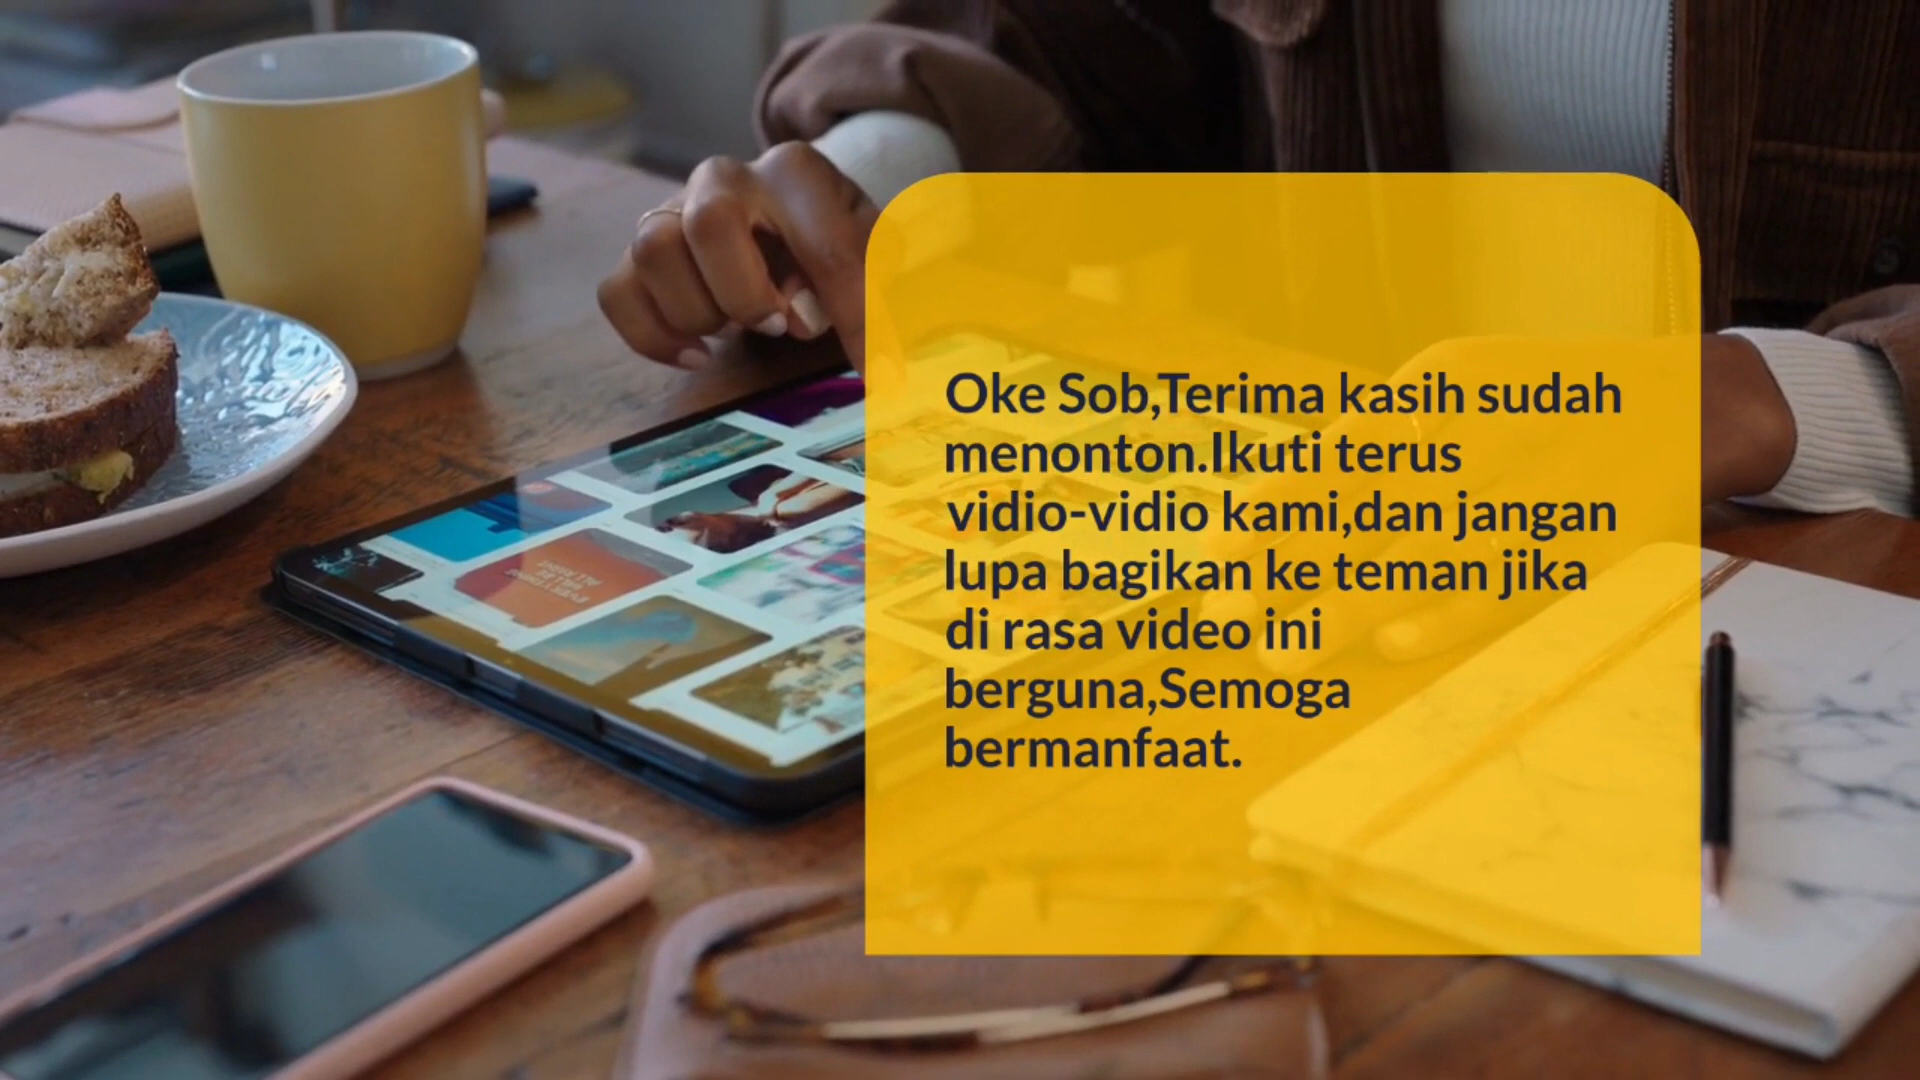 Oke Sob,Terima kasih sudah
menonton.Ikuti terus
vidio-vidio kami,dan jangan
lupa bagikan ke teman jika
di rasa video ini
berguna,Semoga
bermanfaat.